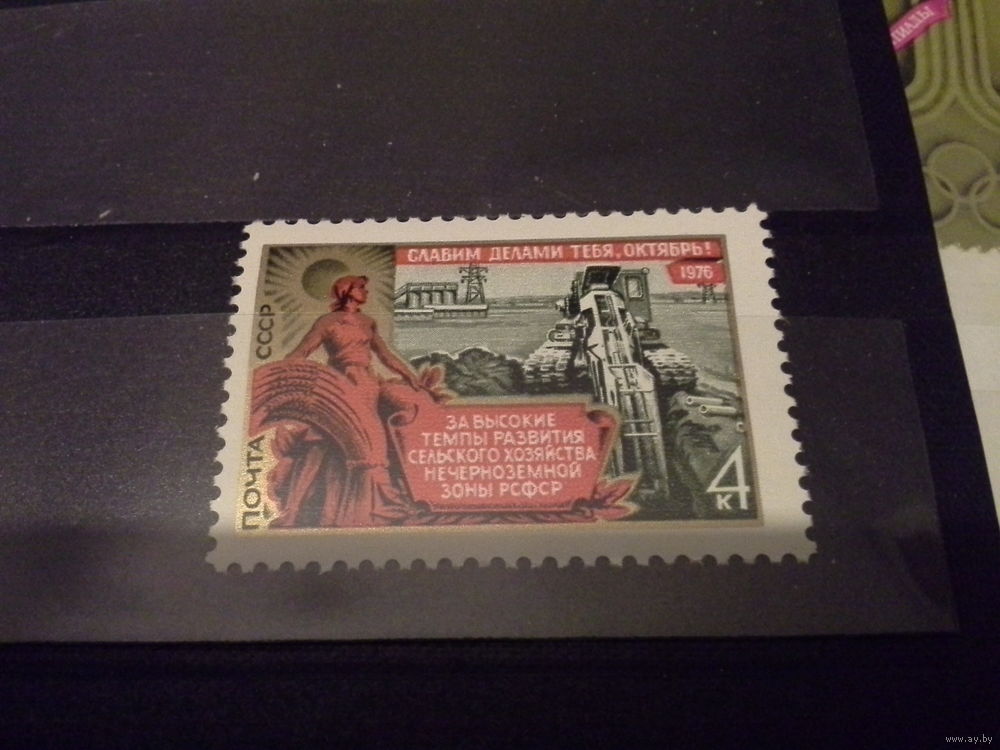 СЛАВИМ ДЕЛАМИ ТЕБЯ, ОКТЯБРЬ!
1976
ПОЧТА СССР
ЗА ВЫСОКИЕ
ТЕМПЫ РАЗВИТИЯ
СЕЛЬСКОГО ХОЗЯЙСТВА
НЕЧЕРНОЗЕМНОЙ
ЗОНЫ РСФСР
4 К
www.ay.by